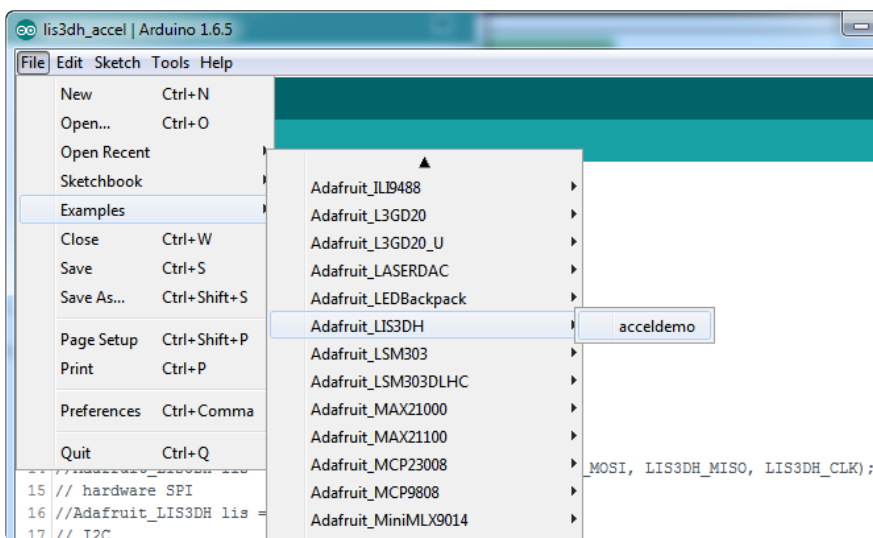 lis3dh_accel | Arduino 1.6.5
File Edit Sketch Tools Help
New Ctrl+N
Open... Ctrl+O
Open Recent
Sketchbook
Examples
Close Ctrl+W
Save Ctrl+S
Save As... Ctrl+Shift+S
Page Setup Ctrl+Shift+P
Print Ctrl+P
Preferences Ctrl+Comma
Quit Ctrl+Q
Adafruit_ILI9488
Adafruit_L3GD20
Adafruit_L3GD20_U
Adafruit_LASERDAC
Adafruit_LEDBackpack
Adafruit_LIS3DH
Adafruit_LSM303
Adafruit_LSM303DLHC
Adafruit_MAX21000
Adafruit_MAX21100
Adafruit_MCP23008
Adafruit_MCP9808
Adafruit_MiniMLX9014
acceldemo
_MOSI, LIS3DH_MISO, LIS3DH_CLK);
15 // hardware SPI
16 //Adafruit_LIS3DH lis =
17 // I2C